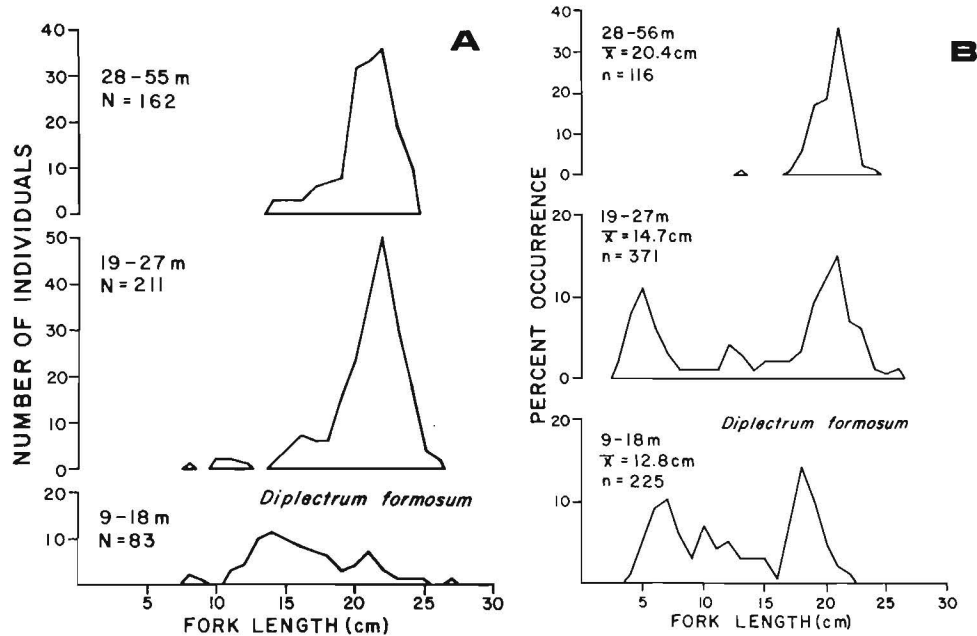 A
NUMBER OF INDIVIDUALS
40
30
20
10
0
28-55 m
N = 162
50
40
30
20
10
0
19-27 m
N = 211
20
10
9-18 m
N = 83
Diplectrum formosum
5 10 15 20 25 30
FORK LENGTH (cm)
B
PERCENT OCCURRENCE
40
30
20
10
0
28-56 m
x̄ = 20.4 cm
n = 116
20
10
0
19-27 m
x̄ = 14.7 cm
n = 371
Diplectrum formosum
20
10
9-18 m
x̄ = 12.8 cm
n = 225
5 10 15 20 25 30
FORK LENGTH (cm)